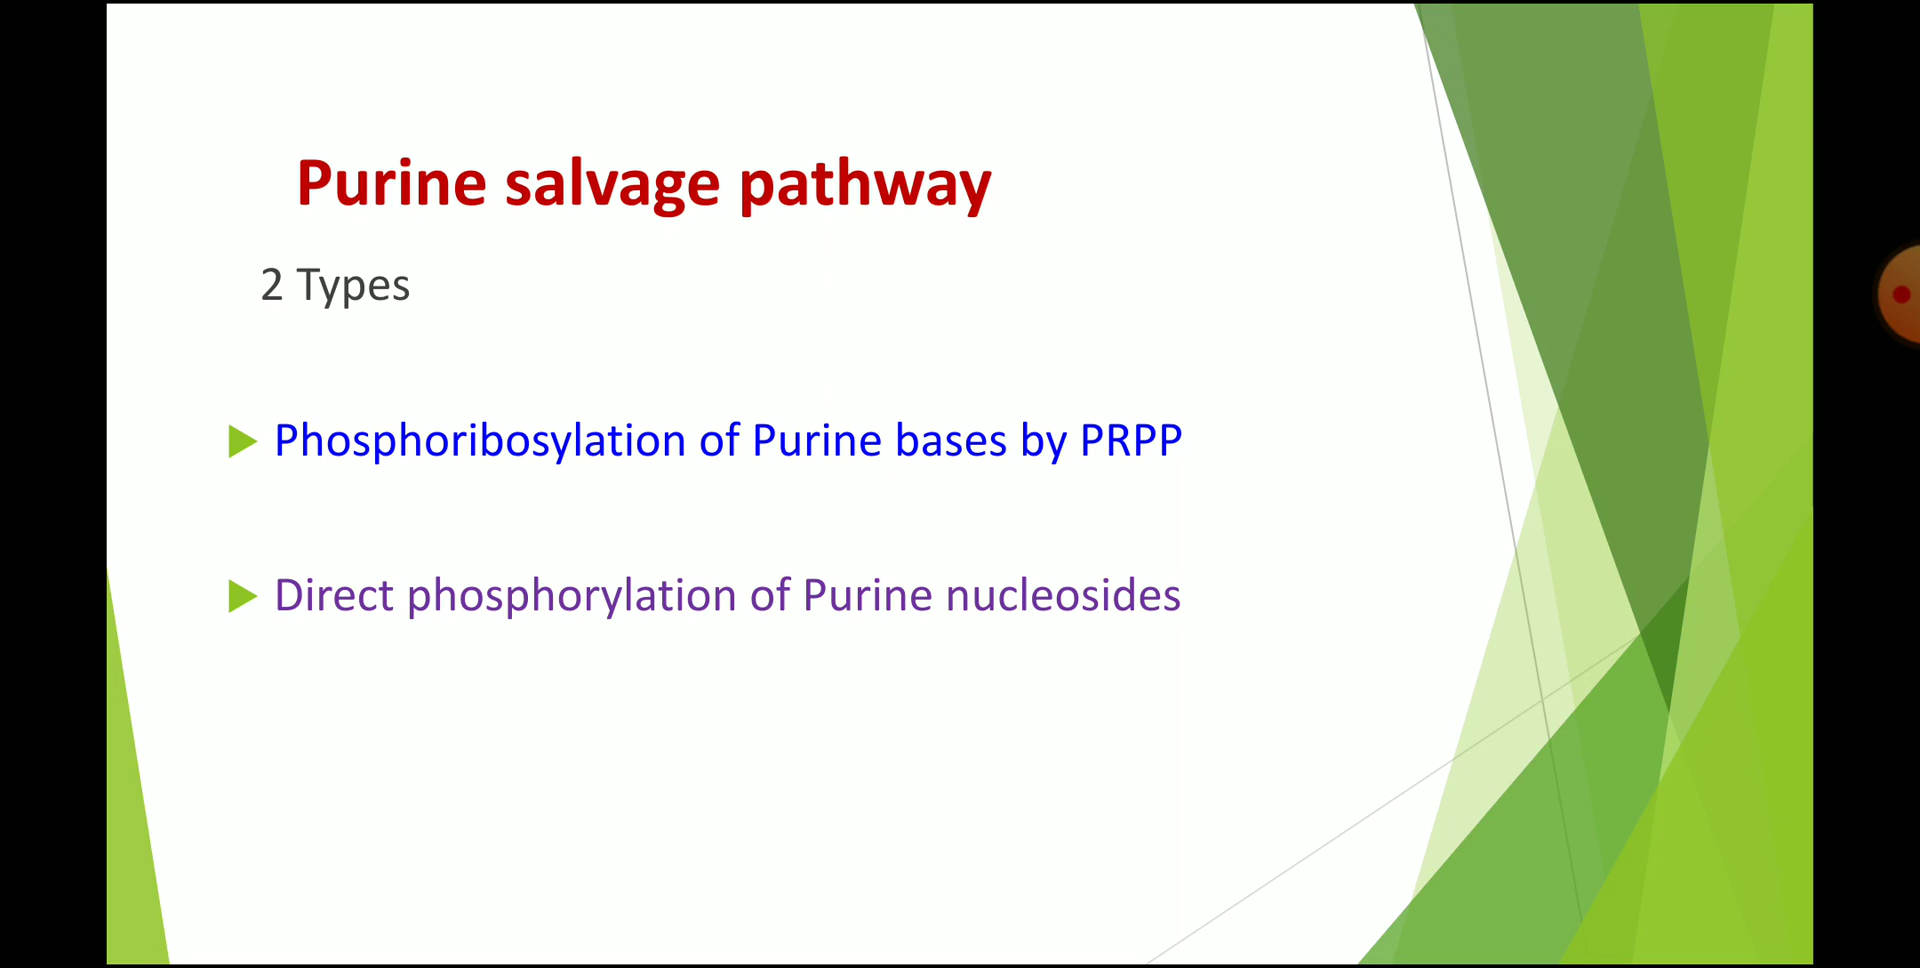 Purine salvage pathway
2 Types
Phosphoribosylation of Purine bases by PRPP
Direct phosphorylation of Purine nucleosides